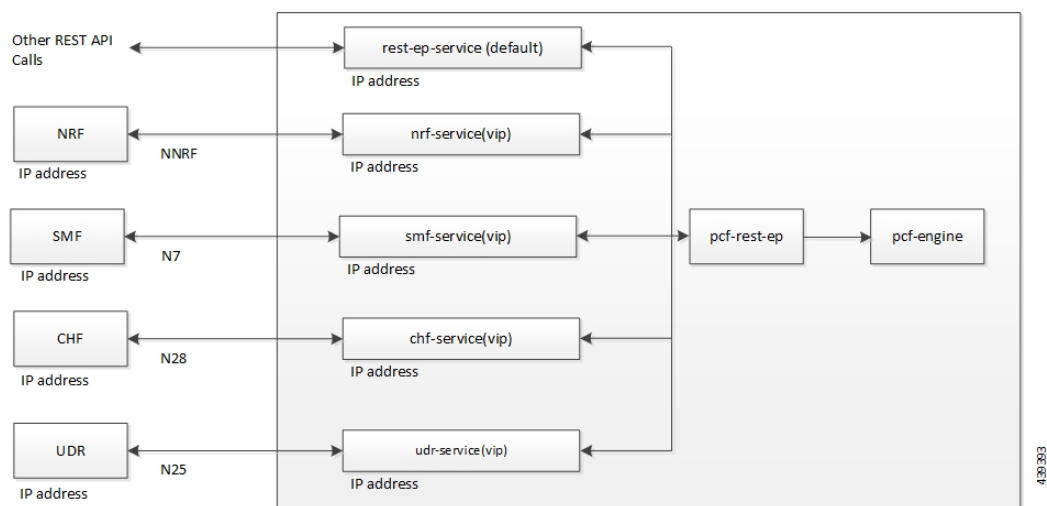 Other REST API
Calls
rest-ep-service (default)
IP address
NRF
IP address
NNRF
nrf-service(vip)
IP address
SMF
IP address
N7
smf-service(vip)
IP address
pcf-rest-ep
pcf-engine
CHF
IP address
N28
chf-service(vip)
IP address
UDR
IP address
N25
udr-service(vip)
IP address
439393